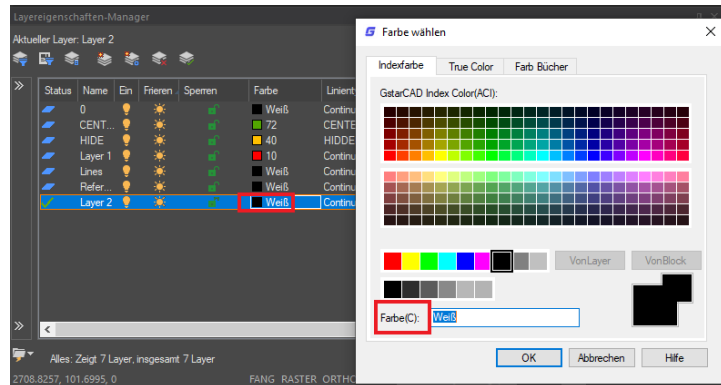 Layereigenschaften-Manager
Aktueller Layer: Layer 2
Status Name Ein Frieren Sperren Farbe Linient
0 Weiß Continu
CENT... 72 CENTE
HIDE 40 HIDDE
Layer 1 10 Continu
Lines Weiß Continu
Refer... Weiß Continu
Layer 2 Weiß Continu
Alles: Zeigt 7 Layer, insgesamt 7 Layer
2708.8257, 101.6995, 0 FANG RASTER ORTHO
Farbe wählen
Indexfarbe True Color Farb Bücher
GstarCAD Index Color(ACI):
VonLayer VonBlock
Farbe(C): Weiß
OK Abbrechen Hilfe